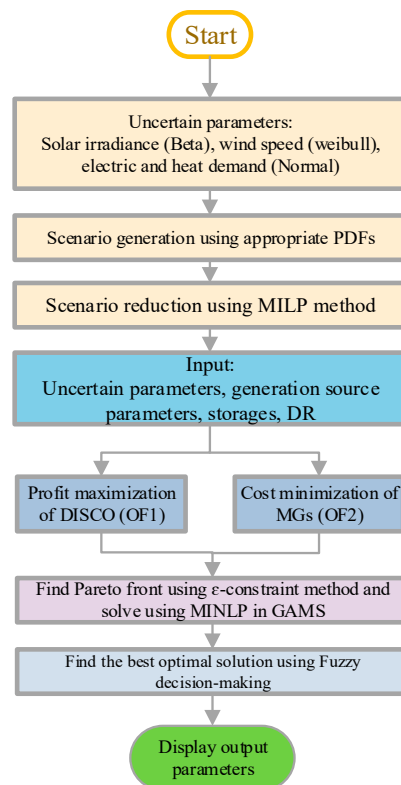 Start
Uncertain parameters:
Solar irradiance (Beta), wind speed (weibull),
electric and heat demand (Normal)
Scenario generation using appropriate PDFs
Scenario reduction using MILP method
Input:
Uncertain parameters, generation source
parameters, storages, DR
Profit maximization
of DISCO (OF1)
Cost minimization of
MGs (OF2)
Find Pareto front using ε-constraint method and
solve using MINLP in GAMS
Find the best optimal solution using Fuzzy
decision-making
Display output
parameters